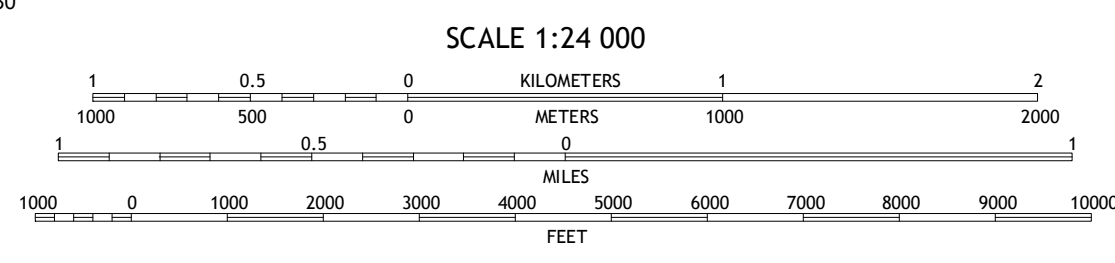 SCALE 1:24 000
1 0.5 0 KILOMETERS 1 2
1000 500 0 METERS 1000 2000
1 0.5 0 1
MILES
1000 0 1000 2000 3000 4000 5000 6000 7000 8000 9000 10000
FEET